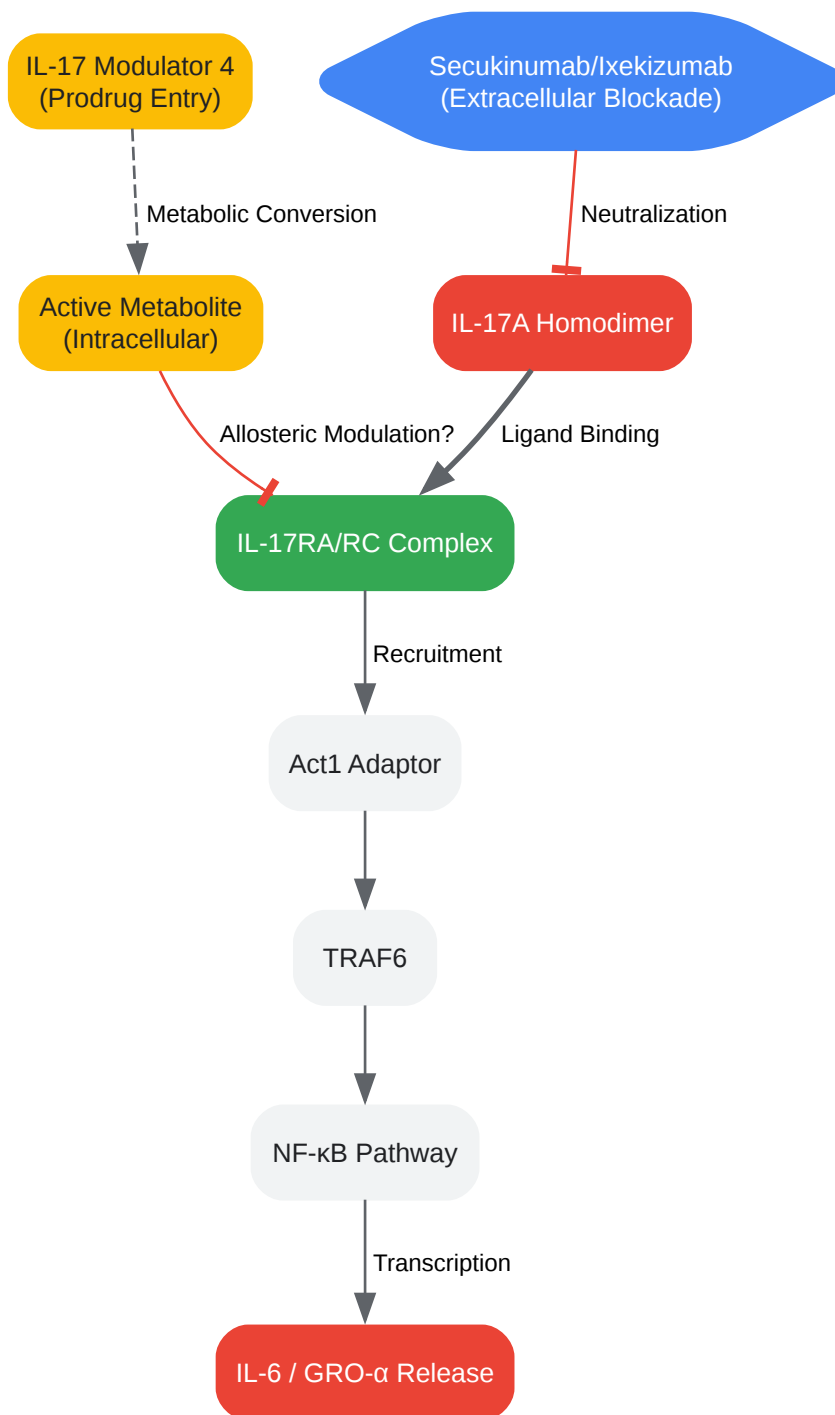 IL-17 Modulator 4
(Prodrug Entry)
Secukinumab/Ixekizumab
(Extracellular Blockade)
Metabolic Conversion
Neutralization
Active Metabolite
(Intracellular)
IL-17A Homodimer
Allosteric Modulation?
Ligand Binding
IL-17RA/RC Complex
Recruitment
Act1 Adaptor
TRAF6
NF-κB Pathway
Transcription
IL-6 / GRO-α Release